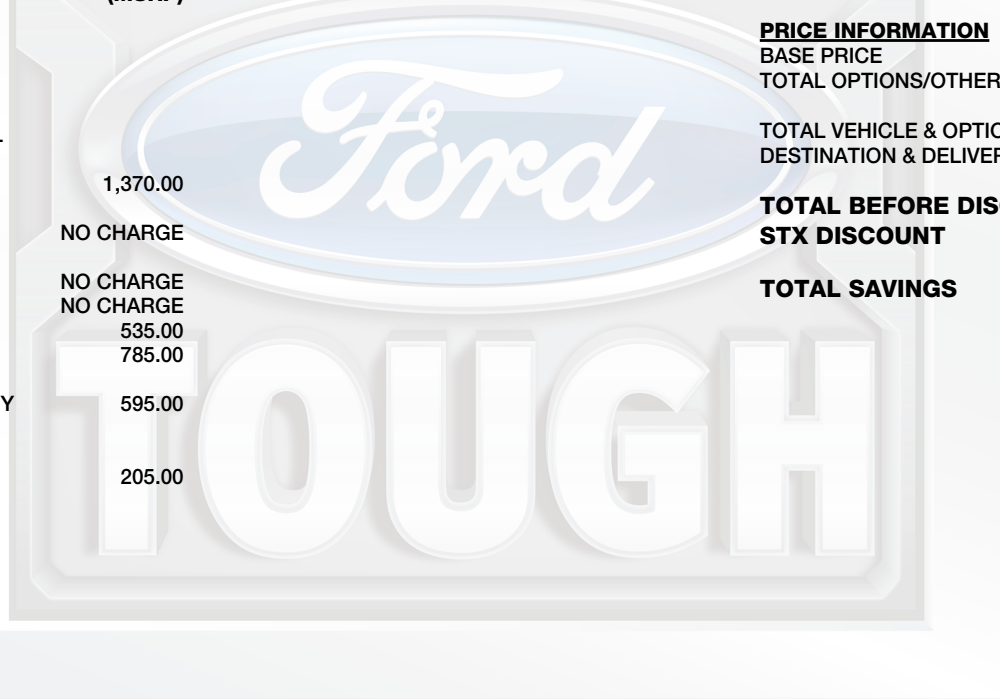 (MSRP)
1,370.00
NO CHARGE
NO CHARGE
NO CHARGE
535.00
785.00
Y
595.00
205.00
PRICE INFORMATION
BASE PRICE
TOTAL OPTIONS/OTHER
TOTAL VEHICLE & OPTIO
DESTINATION & DELIVER
TOTAL BEFORE DISC
STX DISCOUNT
TOTAL SAVINGS
Ford
TOUGH